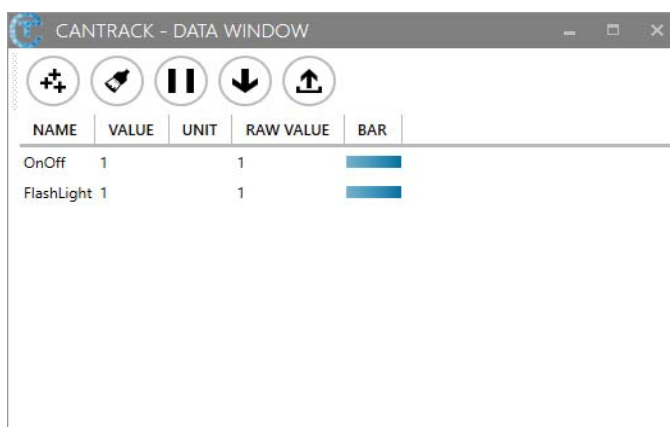 CANTRACK - DATA WINDOW
NAME VALUE UNIT RAW VALUE BAR
OnOff 1 1
FlashLight 1 1